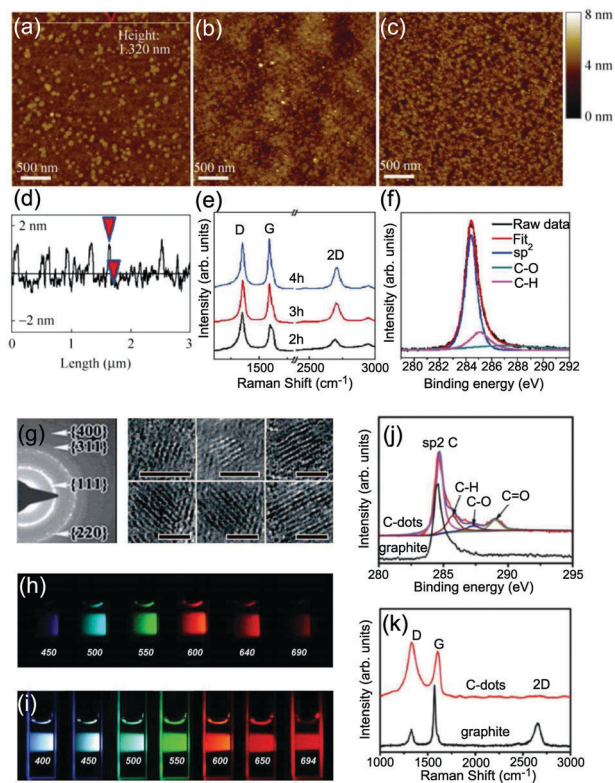 (a)
Height:
1.320 nm
500 nm
(b)
500 nm
(c)
500 nm
8 nm
4 nm
0 nm
(d)
2 nm
−2 nm
0 1 2 3
Length (μm)
(e)
D G 2D
4h
3h
2h
Intensity (arb. units)
1500 3000
Raman Shift (cm-1)
(f)
Raw data
Fit
sp2
C-O
C-H
Intensity (arb. units)
280 282 284 286 288 290 292
Binding energy (eV)
(g)
{400}
{311}
{111}
{220}
(h)
450 500 550 600 640 690
(i)
400 450 500 550 600 650 694
(j)
sp2 C
C-H
C-O
C=O
C-dots
graphite
Intensity (arb. units)
280 285 290 295
Binding energy (eV)
(k)
D
G
C-dots
2D
graphite
Intensity (arb. units)
1000 1500 2000 2500 3000
Raman Shift (cm-1)